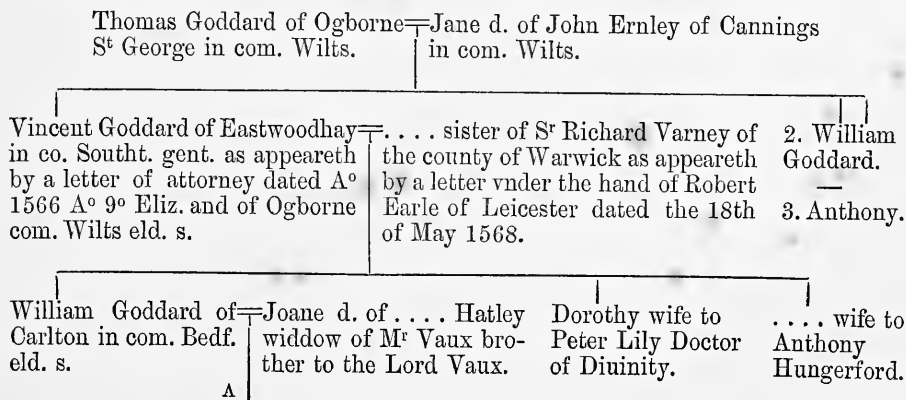 Thomas Goddard of Ogborne
St George in com. Wilts.
Jane d. of John Ernley of Cannings
in com. Wilts.
Vincent Goddard of Eastwoodhay
in co. Southt. gent. as appeareth
by a letter of attorney dated Ao
1566 Ao 9o Eliz. and of Ogborne
com. Wilts eld. s.
. . . . sister of Sr Richard Varney of
the county of Warwick as appeareth
by a letter vnder the hand of Robert
Earle of Leicester dated the 18th
of May 1568.
2. William
Goddard.
—
3. Anthony.
William Goddard of
Carlton in com. Bedf.
eld. s.
Joane d. of . . . . Hatley
widdow of Mr Vaux bro-
ther to the Lord Vaux.
Dorothy wife to
Peter Lily Doctor
of Diuinity.
. . . . wife to
Anthony
Hungerford.
A